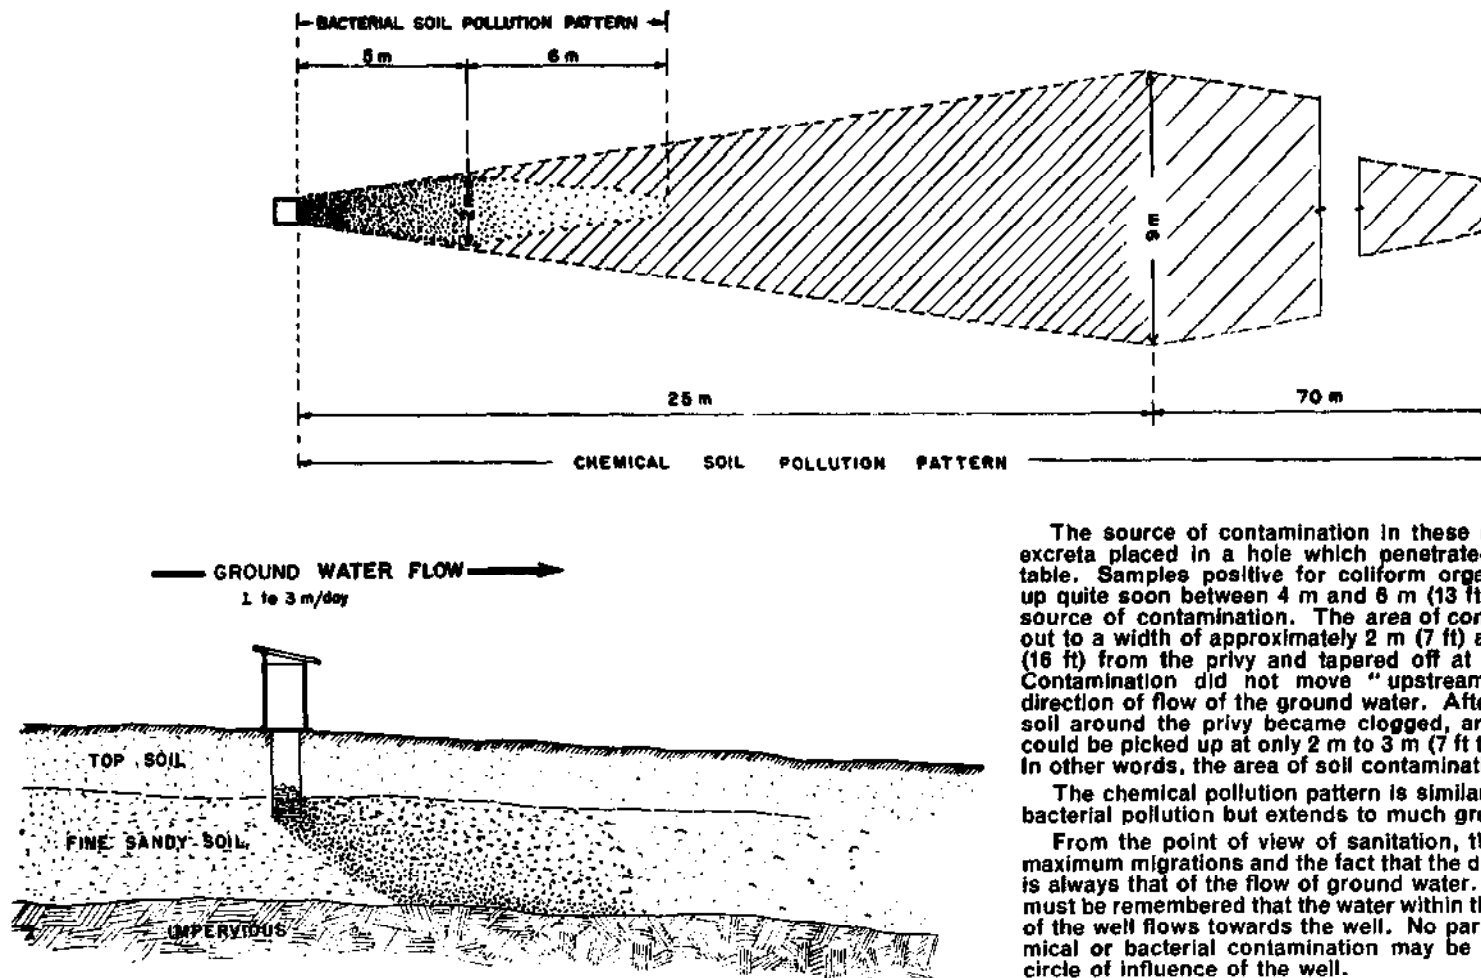 BACTERIAL SOIL POLLUTION PATTERN
5 m 6 m
2 m
9 m
25 m 70 m
CHEMICAL SOIL POLLUTION PATTERN
GROUND WATER FLOW
1 to 3 m/day
TOP SOIL
FINE SANDY SOIL
IMPERVIOUS
The source of contamination in these
excreta placed in a hole which penetrate
table. Samples positive for coliform orga
up quite soon between 4 m and 6 m (13 ft
source of contamination. The area of con
out to a width of approximately 2 m (7 ft) a
(16 ft) from the privy and tapered off at
Contamination did not move " upstream
direction of flow of the ground water. Afte
soil around the privy became clogged, an
could be picked up at only 2 m to 3 m (7 ft t
In other words, the area of soil contaminat
The chemical pollution pattern is similar
bacterial pollution but extends to much gre
From the point of view of sanitation, th
maximum migrations and the fact that the d
is always that of the flow of ground water.
must be remembered that the water within th
of the well flows towards the well. No par
mical or bacterial contamination may be
circle of influence of the well.